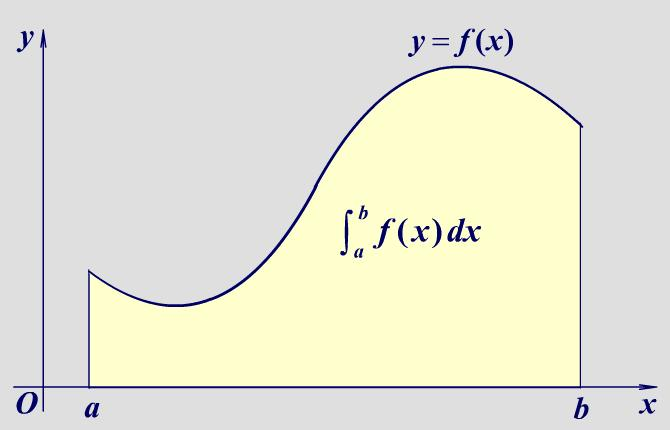 y
y = f(x)
∫_a^b f(x)dx
O
a
b
x